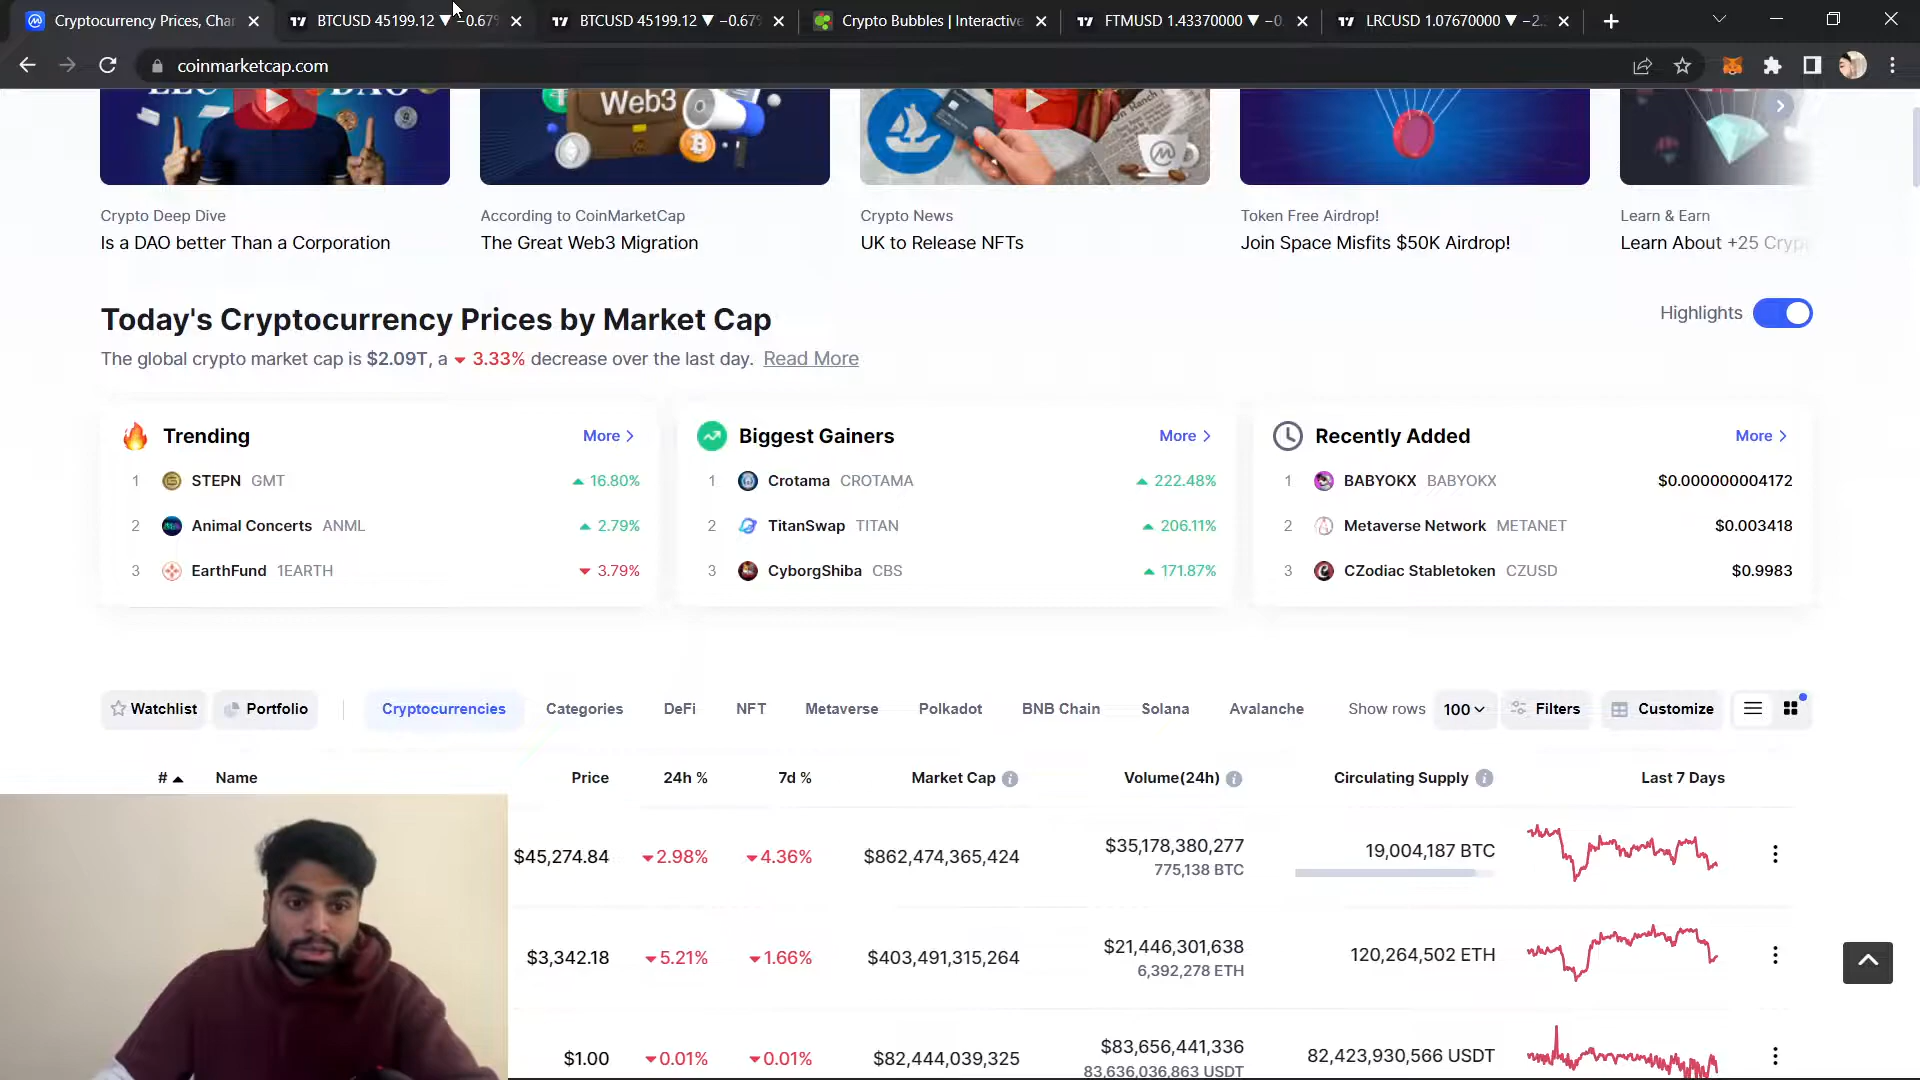 Cryptocurrency Prices, Char
BTCUSD 45199.12 ▼ −0.67%
BTCUSD 45199.12 ▼ −0.67%
Crypto Bubbles | Interactive
FTMUSD 1.43370000 ▼ −0.
LRCUSD 1.07670000 ▼ −2.
coinmarketcap.com
DAO
Web3
Ranch
Crypto Deep Dive
Is a DAO better Than a Corporation
According to CoinMarketCap
The Great Web3 Migration
Crypto News
UK to Release NFTs
Token Free Airdrop!
Join Space Misfits $50K Airdrop!
Learn & Earn
Learn About +25 Cryp
Today's Cryptocurrency Prices by Market Cap
Highlights
The global crypto market cap is $2.09T, a ▼ 3.33% decrease over the last day. Read More
Trending
More >
1 STEPN GMT ▲ 16.80%
2 Animal Concerts ANML ▲ 2.79%
3 EarthFund 1EARTH ▼ 3.79%
Biggest Gainers
More >
1 Crotama CROTAMA ▲ 222.48%
2 TitanSwap TITAN ▲ 206.11%
3 CyborgShiba CBS ▲ 171.87%
Recently Added
More >
1 BABYOKX BABYOKX $0.000000004172
2 Metaverse Network METANET $0.003418
3 CZodiac Stabletoken CZUSD $0.9983
Watchlist Portfolio Cryptocurrencies Categories DeFi NFT Metaverse Polkadot BNB Chain Solana Avalanche Show rows 100 Filters Customize
# ▲ Name Price 24h % 7d % Market Cap Volume(24h) Circulating Supply Last 7 Days
$45,274.84 ▼2.98% ▼4.36% $862,474,365,424 $35,178,380,277 19,004,187 BTC
775,138 BTC
$3,342.18 ▼5.21% ▼1.66% $403,491,315,264 $21,446,301,638 120,264,502 ETH
6,392,278 ETH
$1.00 ▼0.01% ▼0.01% $82,444,039,325 $83,656,441,336 82,423,930,566 USDT
83,636,036,863 USDT